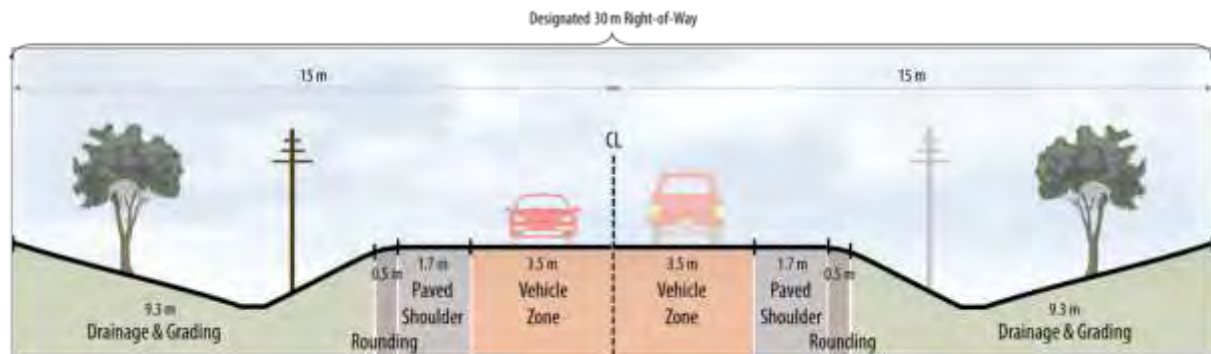 Designated 30 m Right-of-Way
15 m
15 m
CL
0.5 m
1.7 m
3.5 m
3.5 m
1.7 m
0.5 m
9.3 m
Drainage & Grading
Rounding
Paved
Shoulder
Vehicle
Zone
Vehicle
Zone
Paved
Shoulder
Rounding
9.3 m
Drainage & Grading